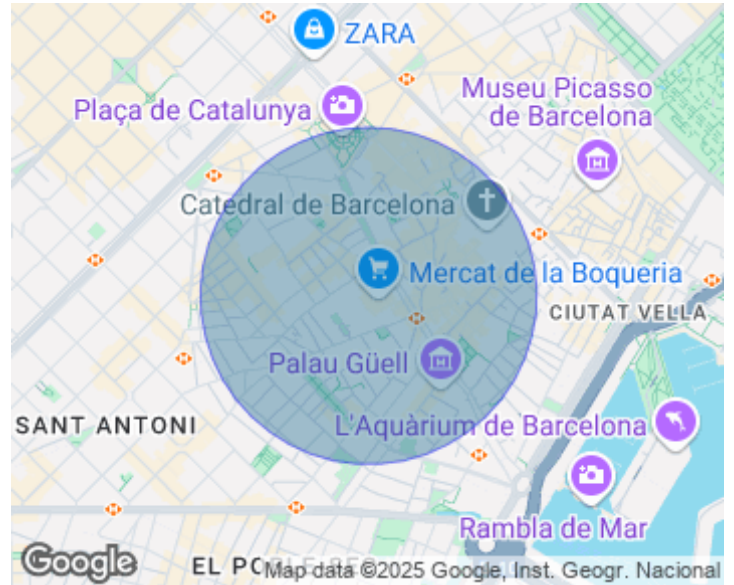 ZARA
Plaça de Catalunya
Museu Picasso
de Barcelona
Catedral de Barcelona
Mercat de la Boqueria
CIUTAT VELLA
Palau Güell
SANT ANTONI
L'Aquàrium de Barcelona
Rambla de Mar
Google
EL
Map data ©2025 Google, Inst. Geogr. Nacional